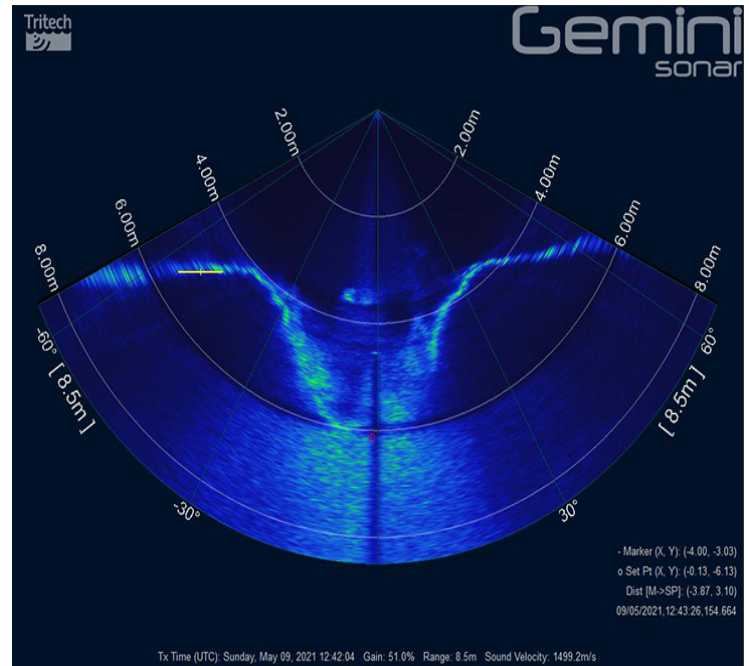 Tritech
Gemini
sonar
2.00m
2.00m
4.00m
4.00m
6.00m
6.00m
8.00m
8.00m
-60°
60°
[ 8.5m ]
[ 8.5m ]
-30°
30°
- Marker (X, Y): (-4.00, -3.03)
o Set Pt (X, Y): (-0.13, -6.13)
Dist [M->SP]: (-3.87, 3.10)
09/05/2021,12:43:26,154.664
Tx Time (UTC): Sunday, May 09, 2021 12:42:04 Gain: 51.0% Range: 8.5m Sound Velocity: 1499.2m/s